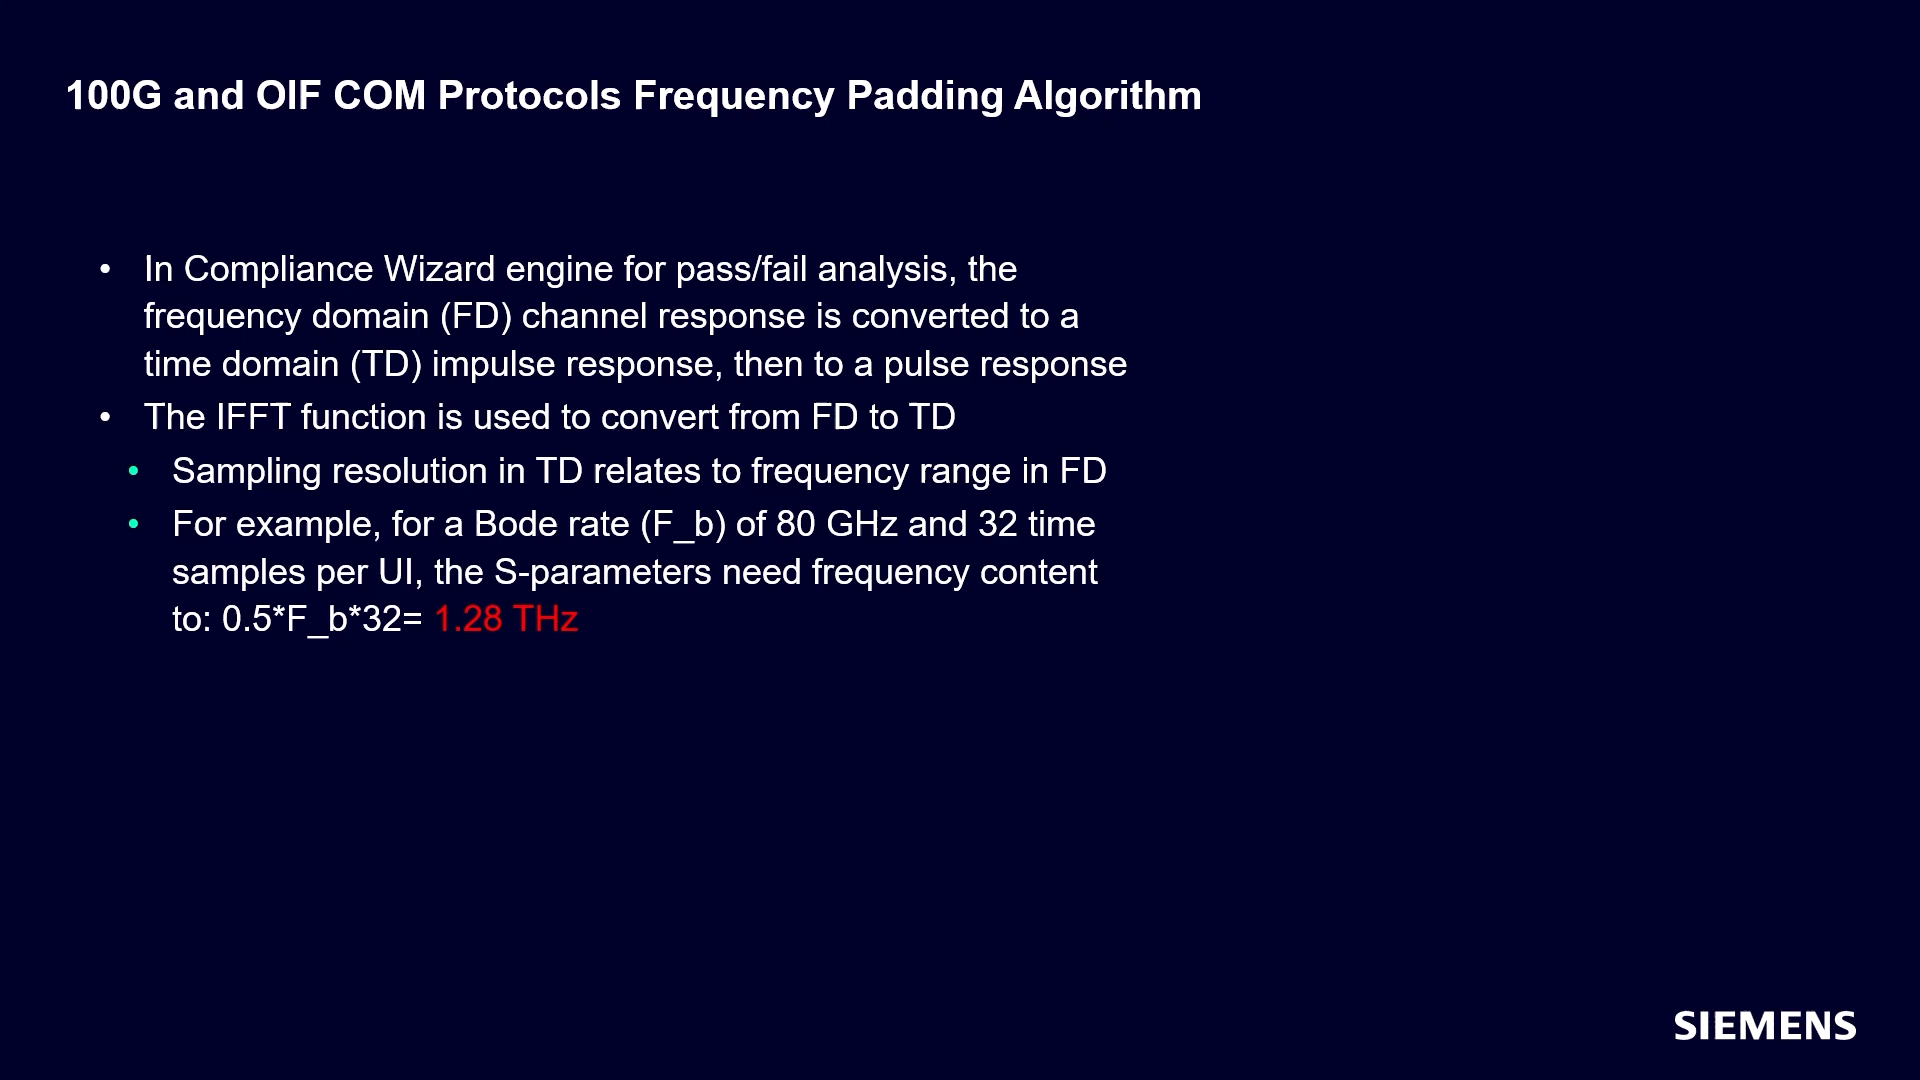 100G and OIF COM Protocols Frequency Padding Algorithm
• In Compliance Wizard engine for pass/fail analysis, the
frequency domain (FD) channel response is converted to a
time domain (TD) impulse response, then to a pulse response
• The IFFT function is used to convert from FD to TD
• Sampling resolution in TD relates to frequency range in FD
• For example, for a Bode rate (F_b) of 80 GHz and 32 time
samples per UI, the S-parameters need frequency content
to: 0.5*F_b*32= 1.28 THz
SIEMENS